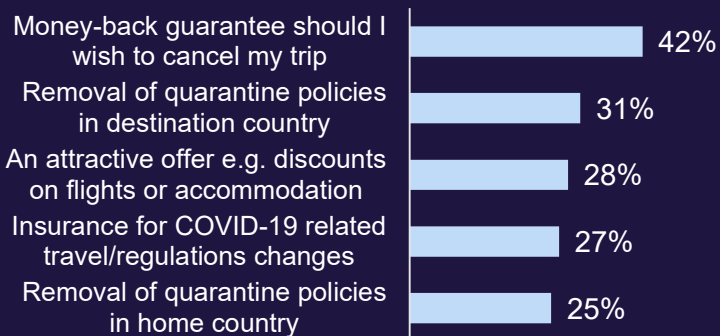 Money-back guarantee should I
wish to cancel my trip
42%
Removal of quarantine policies
in destination country
31%
An attractive offer e.g. discounts
on flights or accommodation
28%
Insurance for COVID-19 related
travel/regulations changes
27%
Removal of quarantine policies
in home country
25%